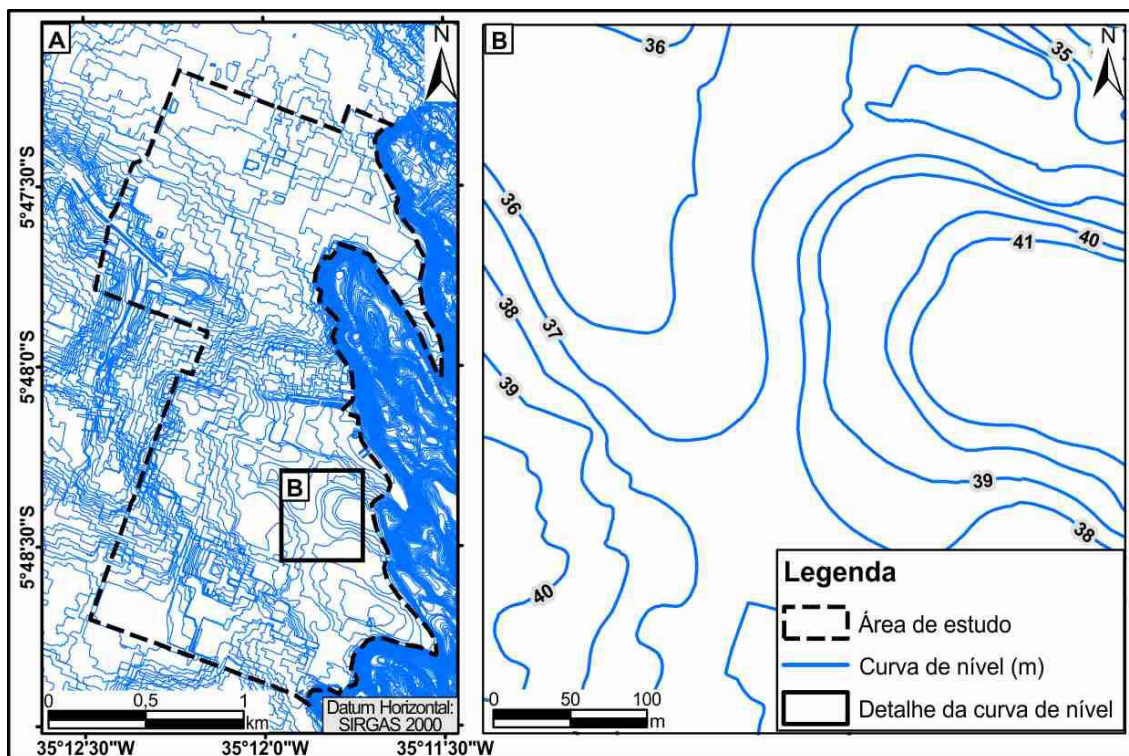 A
N
5°47'30"S
5°48'0"S
5°48'30"S
B
0 0,5 1
km
Datum Horizontal:
SIRGAS 2000
35°12'30"W 35°12'0"W 35°11'30"W
B
N
36
35
36
37
38
39
40
41
40
39
38
0 50 100
m
Legenda
Área de estudo
Curva de nível (m)
Detalhe da curva de nível